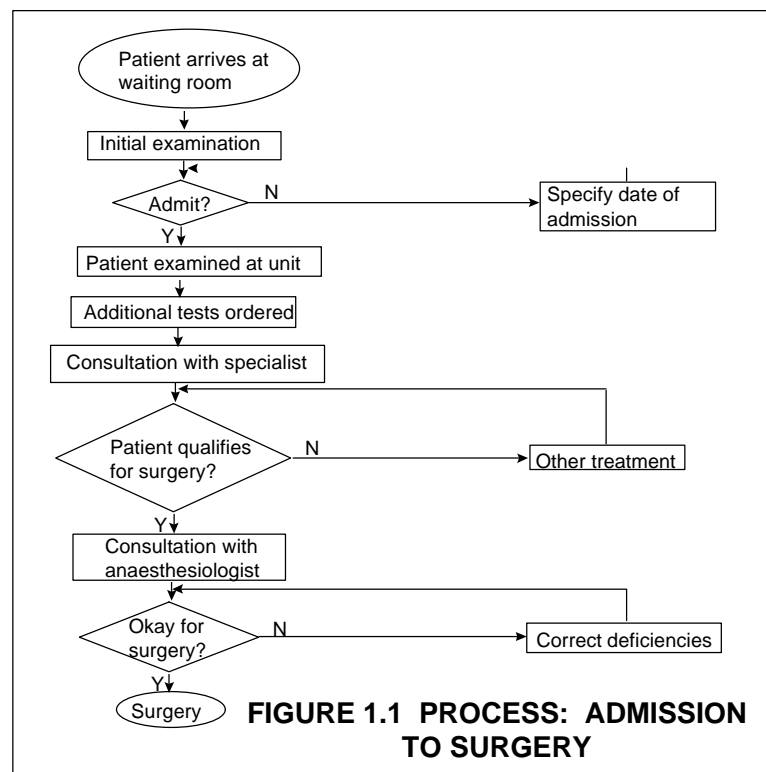 Patient arrives at
waiting room
Initial examination
Admit?
N
Specify date of
admission
Y
Patient examined at unit
Additional tests ordered
Consultation with specialist
Patient qualifies
for surgery?
N
Other treatment
Y
Consultation with
anaesthesiologist
Okay for
surgery?
N
Correct deficiencies
Y
Surgery
FIGURE 1.1 PROCESS: ADMISSION
TO SURGERY